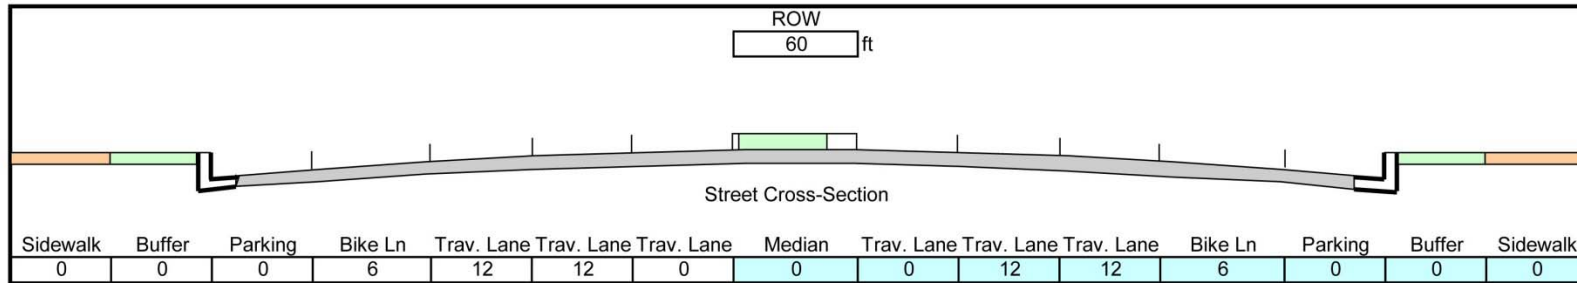 ROW
60 ft
Street Cross-Section
Sidewalk Buffer Parking Bike Ln Trav. Lane Trav. Lane Trav. Lane Median Trav. Lane Trav. Lane Trav. Lane Bike Ln Parking Buffer Sidewalk
0 0 0 6 12 12 0 0 0 12 12 6 0 0 0